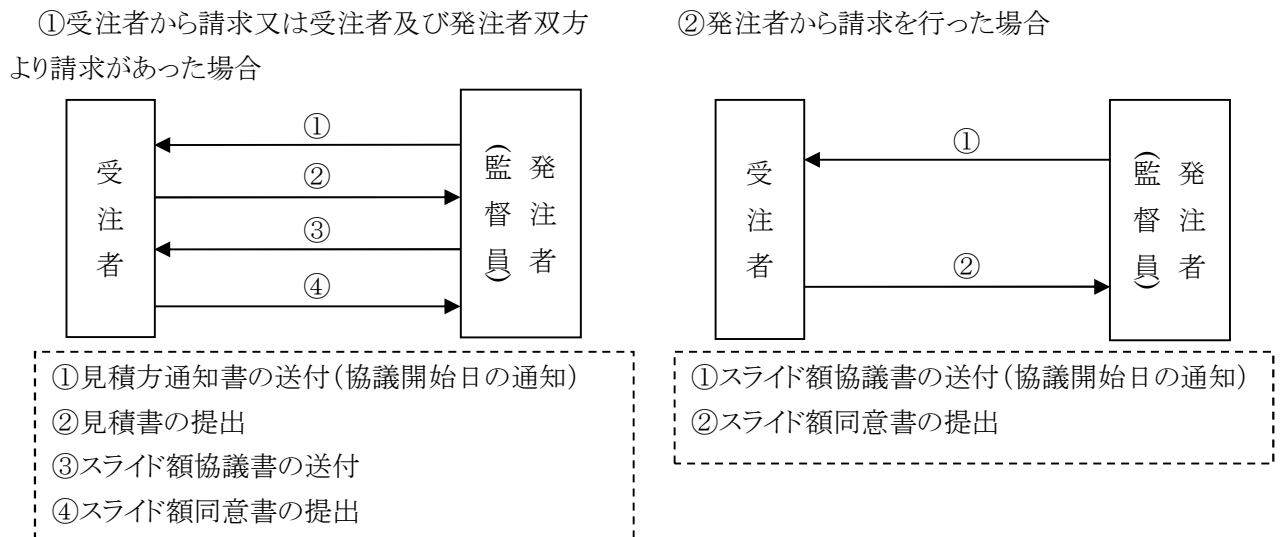 ①受注者から請求又は受注者及び発注者双方
より請求があった場合
受注者
①
②
③
④
発注者
(監督員)
①見積方通知書の送付(協議開始日の通知)
②見積書の提出
③スライド額協議書の送付
④スライド額同意書の提出
②発注者から請求を行った場合
受注者
①
②
発注者
(監督員)
①スライド額協議書の送付(協議開始日の通知)
②スライド額同意書の提出